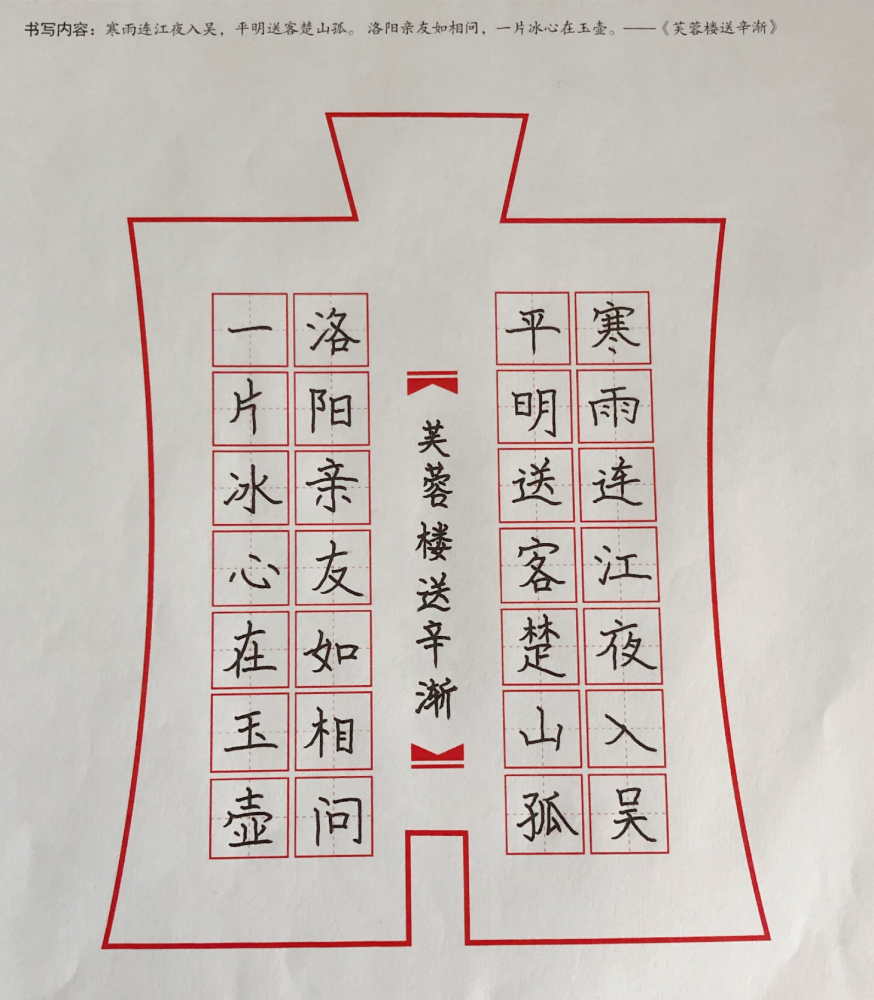 书写内容：寒雨连江夜入吴，平明送客楚山孤。洛阳亲友如相问，一片冰心在玉壶。——《芙蓉楼送辛渐》
寒雨连江夜入吴
平明送客楚山孤
芙蓉楼送辛渐
洛阳亲友如相问
一片冰心在玉壶